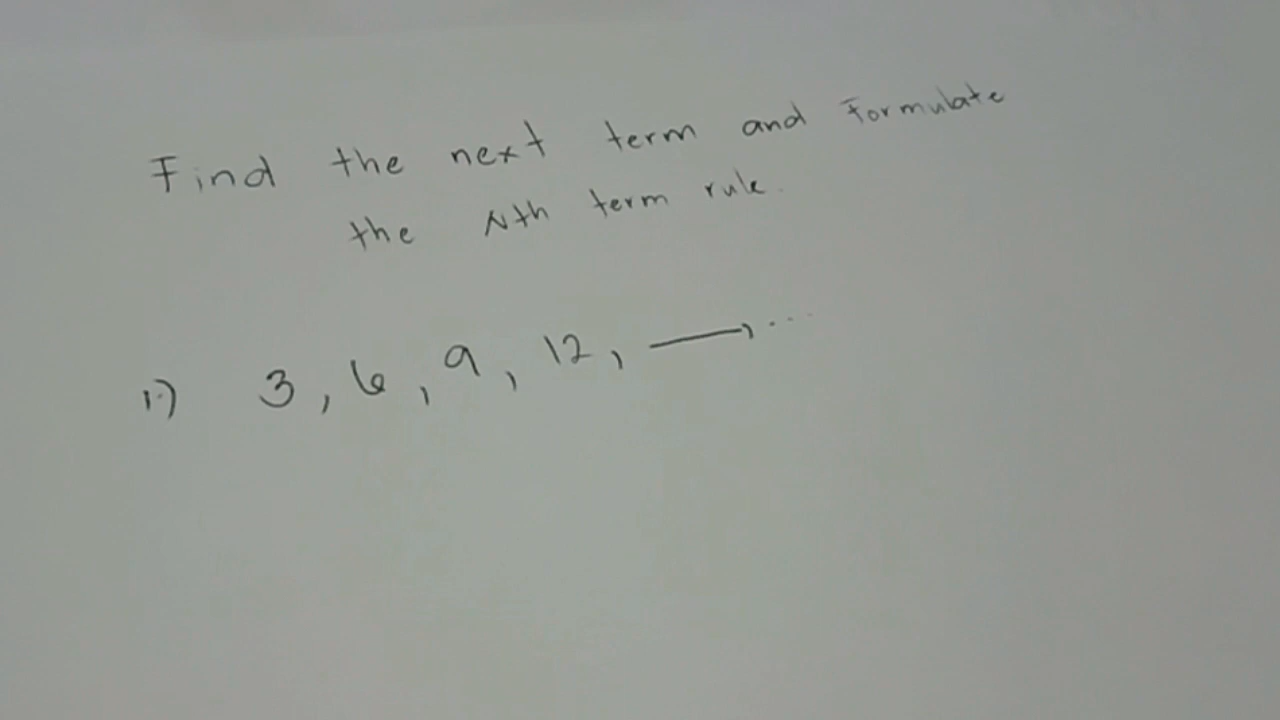 Find the next term and Formulate
the Nth term rule.
1.) 3, 6, 9, 12, ___, ...